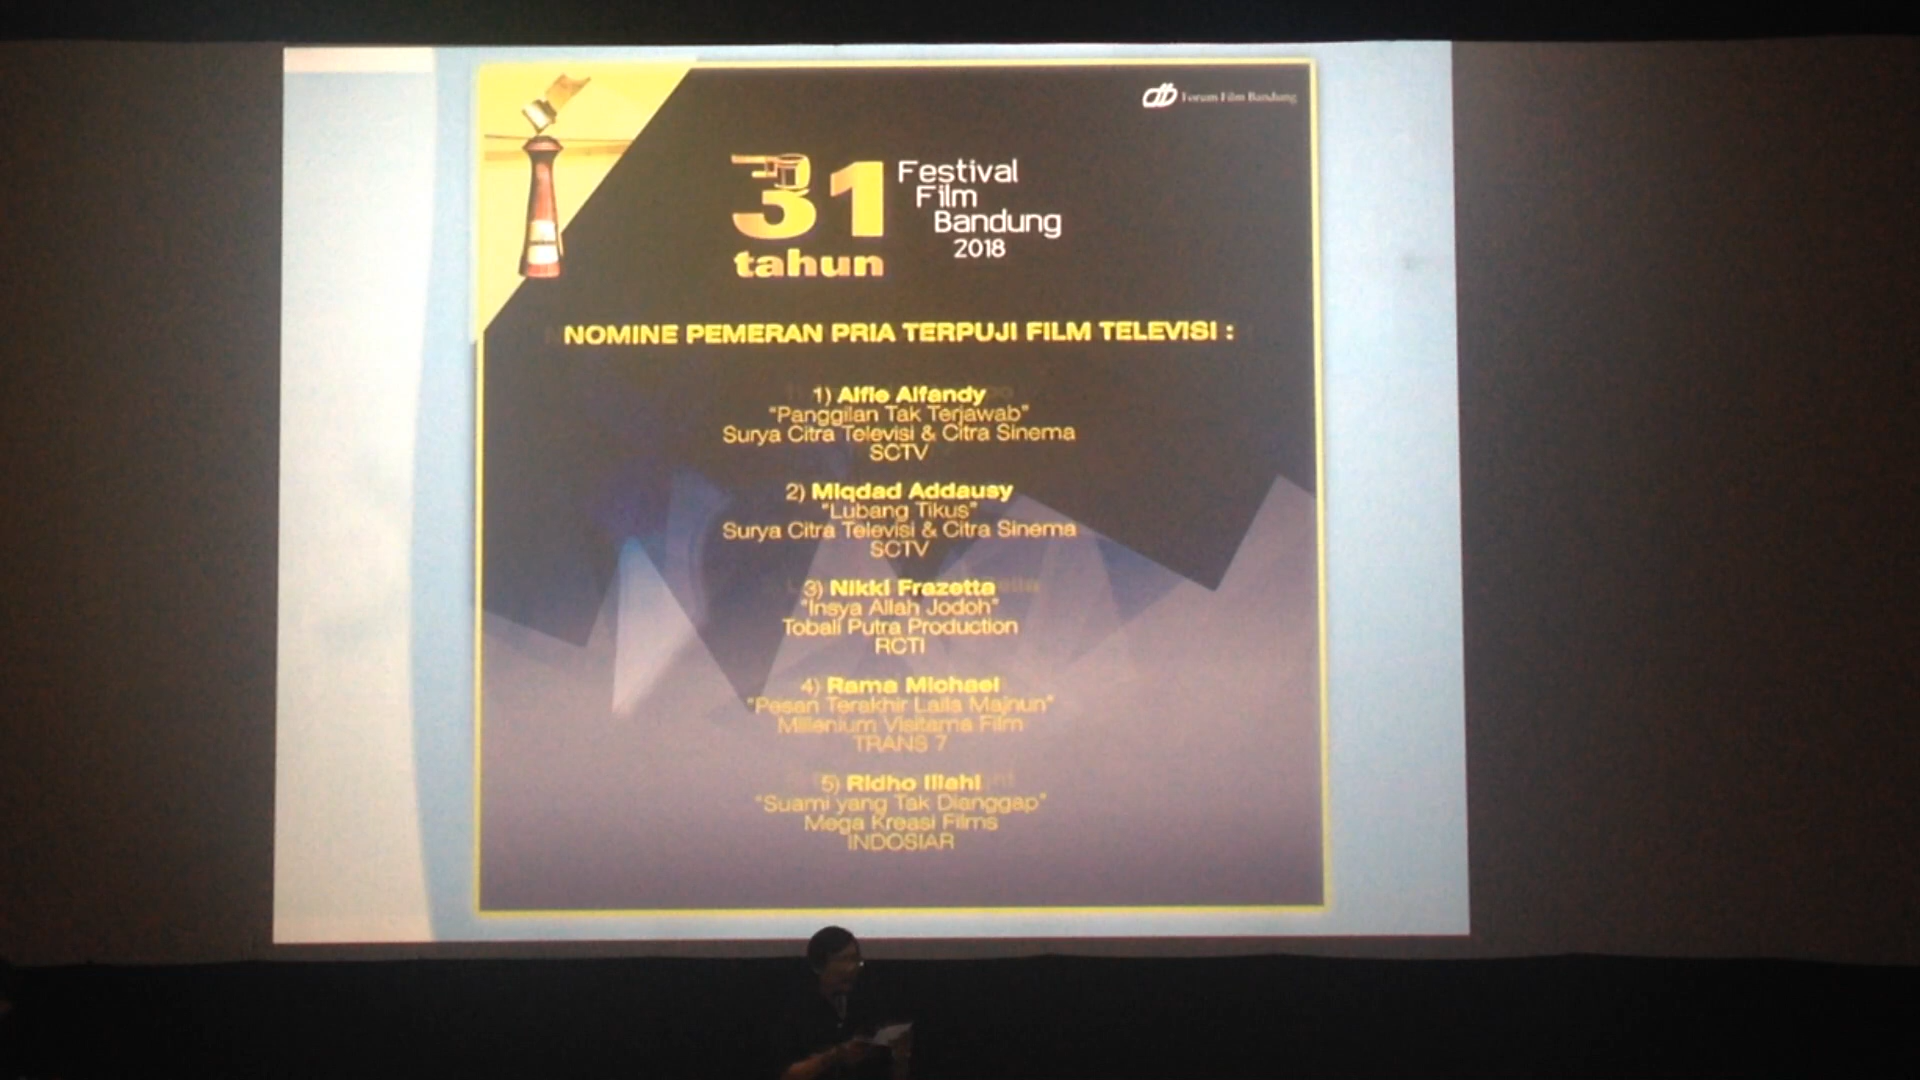 Forum Film Bandung
31
tahun
Festival
Film
Bandung
2018
NOMINE PEMERAN PRIA TERPUJI FILM TELEVISI :
1) Alfie Alfandy
"Panggilan Tak Terjawab"
Surya Citra Televisi & Citra Sinema
SCTV
2) Miqdad Addausy
"Lubang Tikus"
Surya Citra Televisi & Citra Sinema
SCTV
3) Nikki Frazetta
"Insya Allah Jodoh"
Tobali Putra Production
RCTI
4) Rama Michael
"Pesan Terakhir Laila Majnun"
Millenium Visitama Film
TRANS 7
5) Ridho Illahi
"Suami yang Tak Dianggap"
Mega Kreasi Films
INDOSIAR